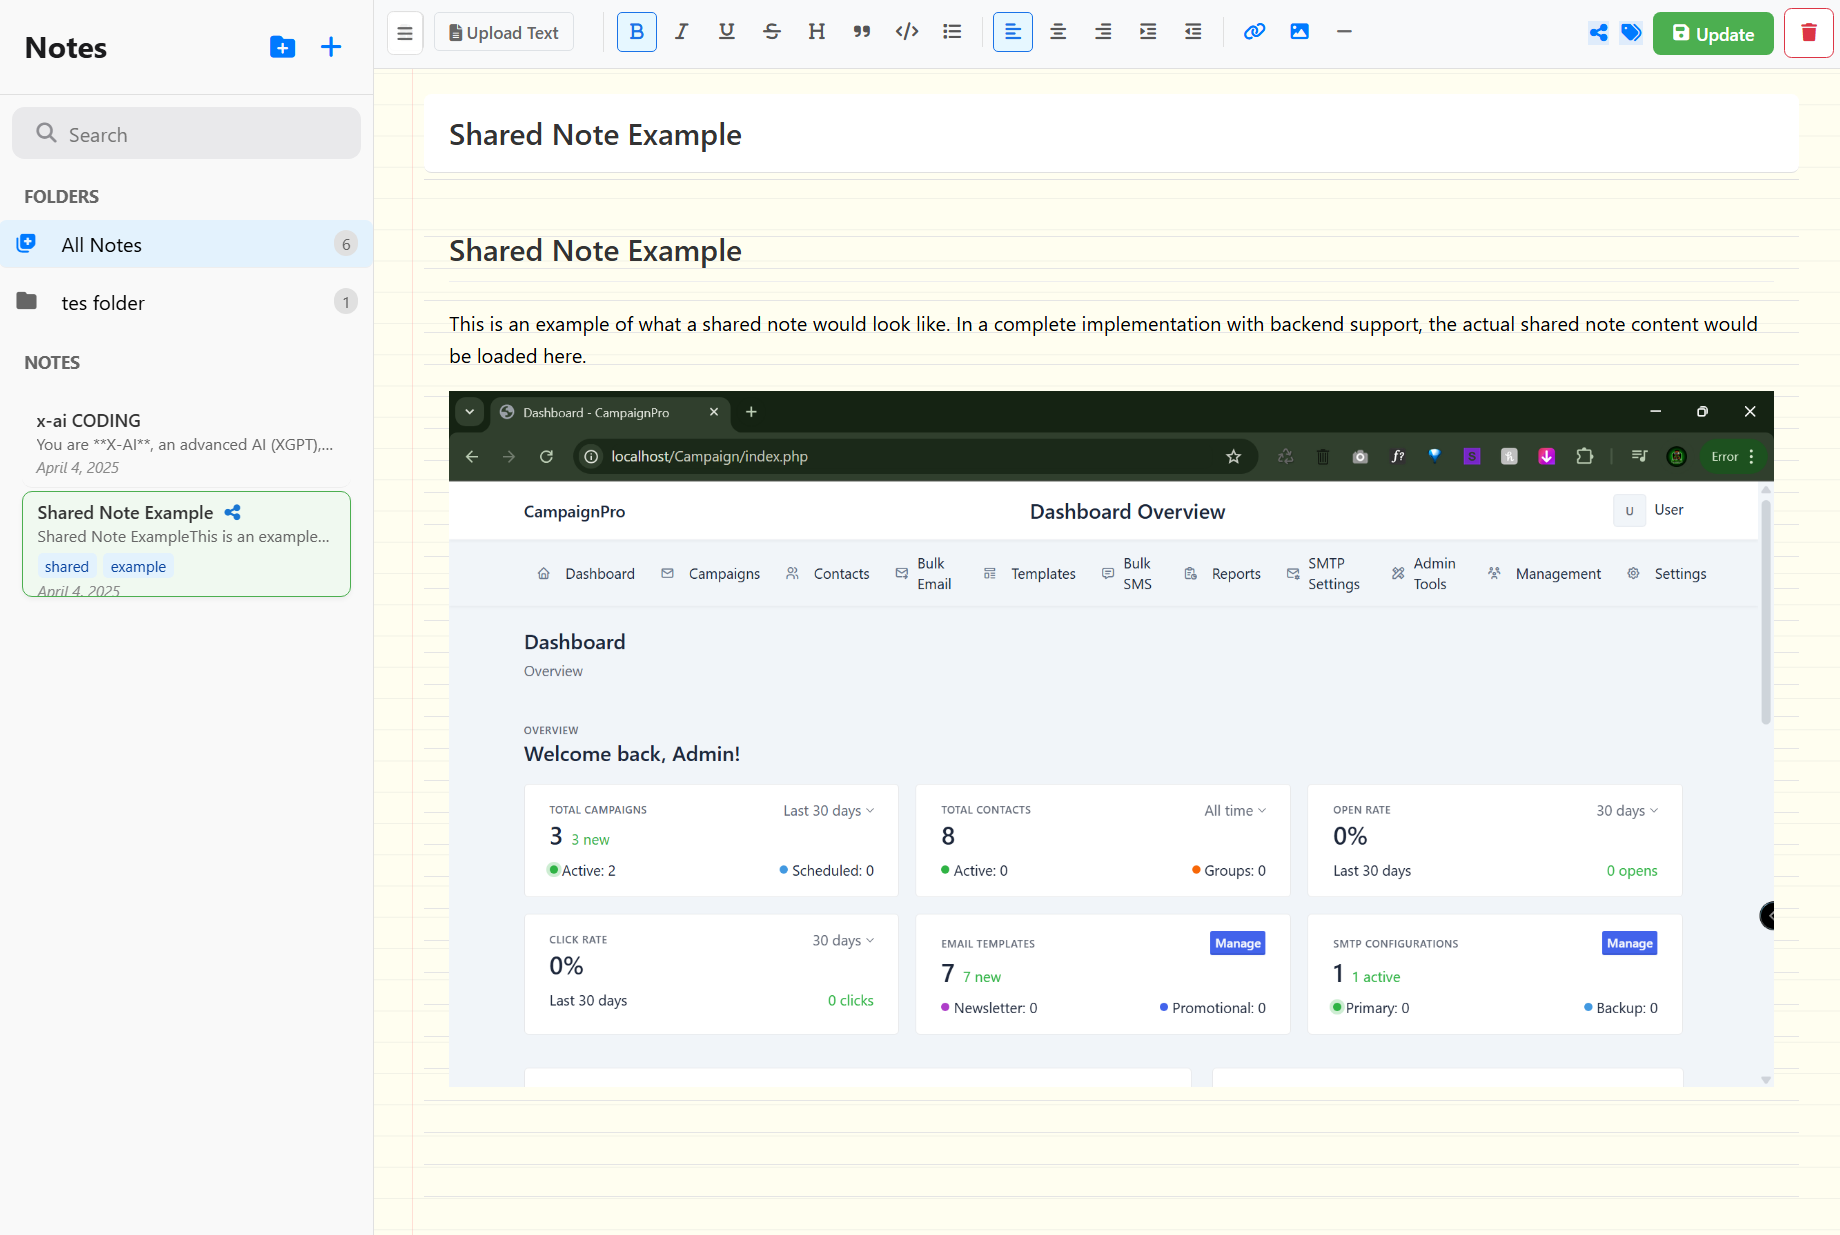 Notes
Search
FOLDERS
All Notes 6
tes folder 1
NOTES
x-ai CODING
You are **X-AI**, an advanced AI (XGPT),...
April 4, 2025
Shared Note Example
Shared Note ExampleThis is an example...
shared example
April 4, 2025
Upload Text B I U S H
Update
Shared Note Example
Shared Note Example
This is an example of what a shared note would look like. In a complete implementation with backend support, the actual shared note content would
be loaded here.
Dashboard - CampaignPro
localhost/Campaign/index.php
f? S Error
CampaignPro Dashboard Overview U User
Dashboard Campaigns Contacts Bulk Email Templates Bulk SMS Reports SMTP Settings Admin Tools Management Settings
Dashboard
Overview
OVERVIEW
Welcome back, Admin!
TOTAL CAMPAIGNS Last 30 days
3 3 new
Active: 2 Scheduled: 0
TOTAL CONTACTS All time
8
Active: 0 Groups: 0
OPEN RATE 30 days
0%
Last 30 days 0 opens
CLICK RATE 30 days
0%
Last 30 days 0 clicks
EMAIL TEMPLATES Manage
7 7 new
Newsletter: 0 Promotional: 0
SMTP CONFIGURATIONS Manage
1 1 active
Primary: 0 Backup: 0